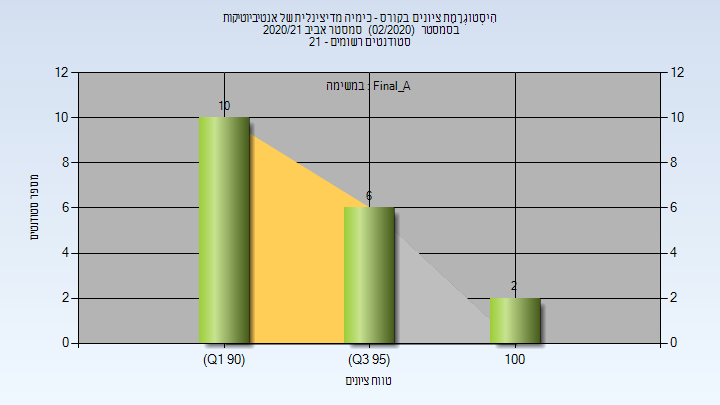 הִיסְטוֹגְרָמַת ציונים בקורס - כימיה מדיצינלית של אנטיביוטיקות
בסמסטר (02/2020) סמסטר אביב 2020/21
סטודנטים רשומים - 21
במשימה : Final_A
12 12
10 10 10
8 8
6 6 6
4 4
2 2 2
0 0
(Q1 90) (Q3 95) 100
מספר סטודנטים
טווח ציונים